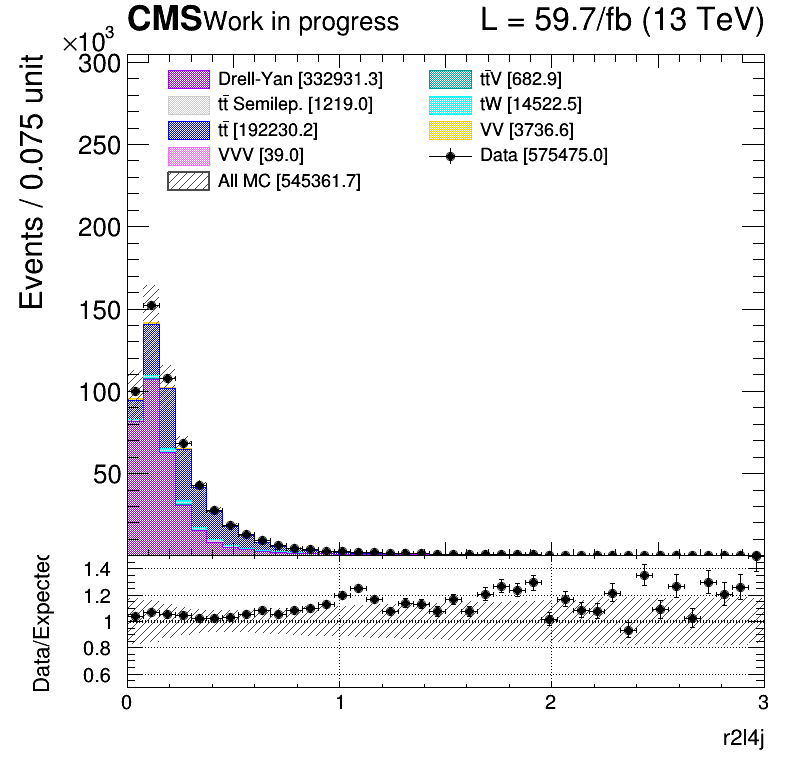 CMS Work in progress L = 59.7/fb (13 TeV)
×10³
Events / 0.075 unit
300
250
200
150
100
50
Drell-Yan [332931.3]
tt̄ Semilep. [1219.0]
tt̄ [192230.2]
VVV [39.0]
All MC [545361.7]
tt̄V [682.9]
tW [14522.5]
VV [3736.6]
Data [575475.0]
Data/Expected
1.4
1.2
1
0.8
0.6
0 1 2 3
r2l4j